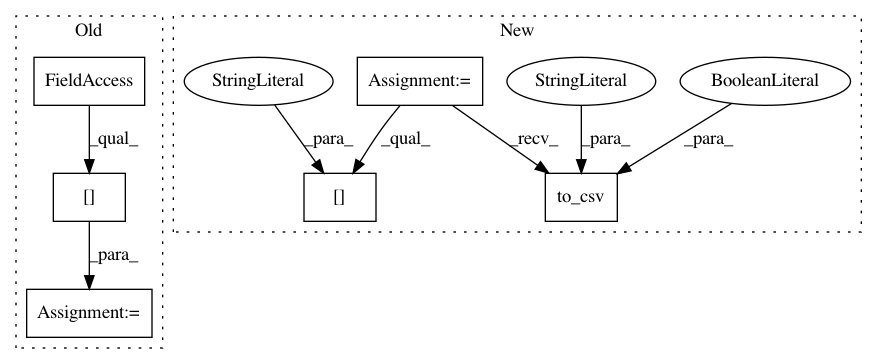 Old
New
FieldAccess
StringLiteral
Assignment:=
StringLiteral
BooleanLiteral
_qual_
_para_
_qual_
_recv_
_para_
_para_
[]
[]
to_csv
_para_
Assignment:=